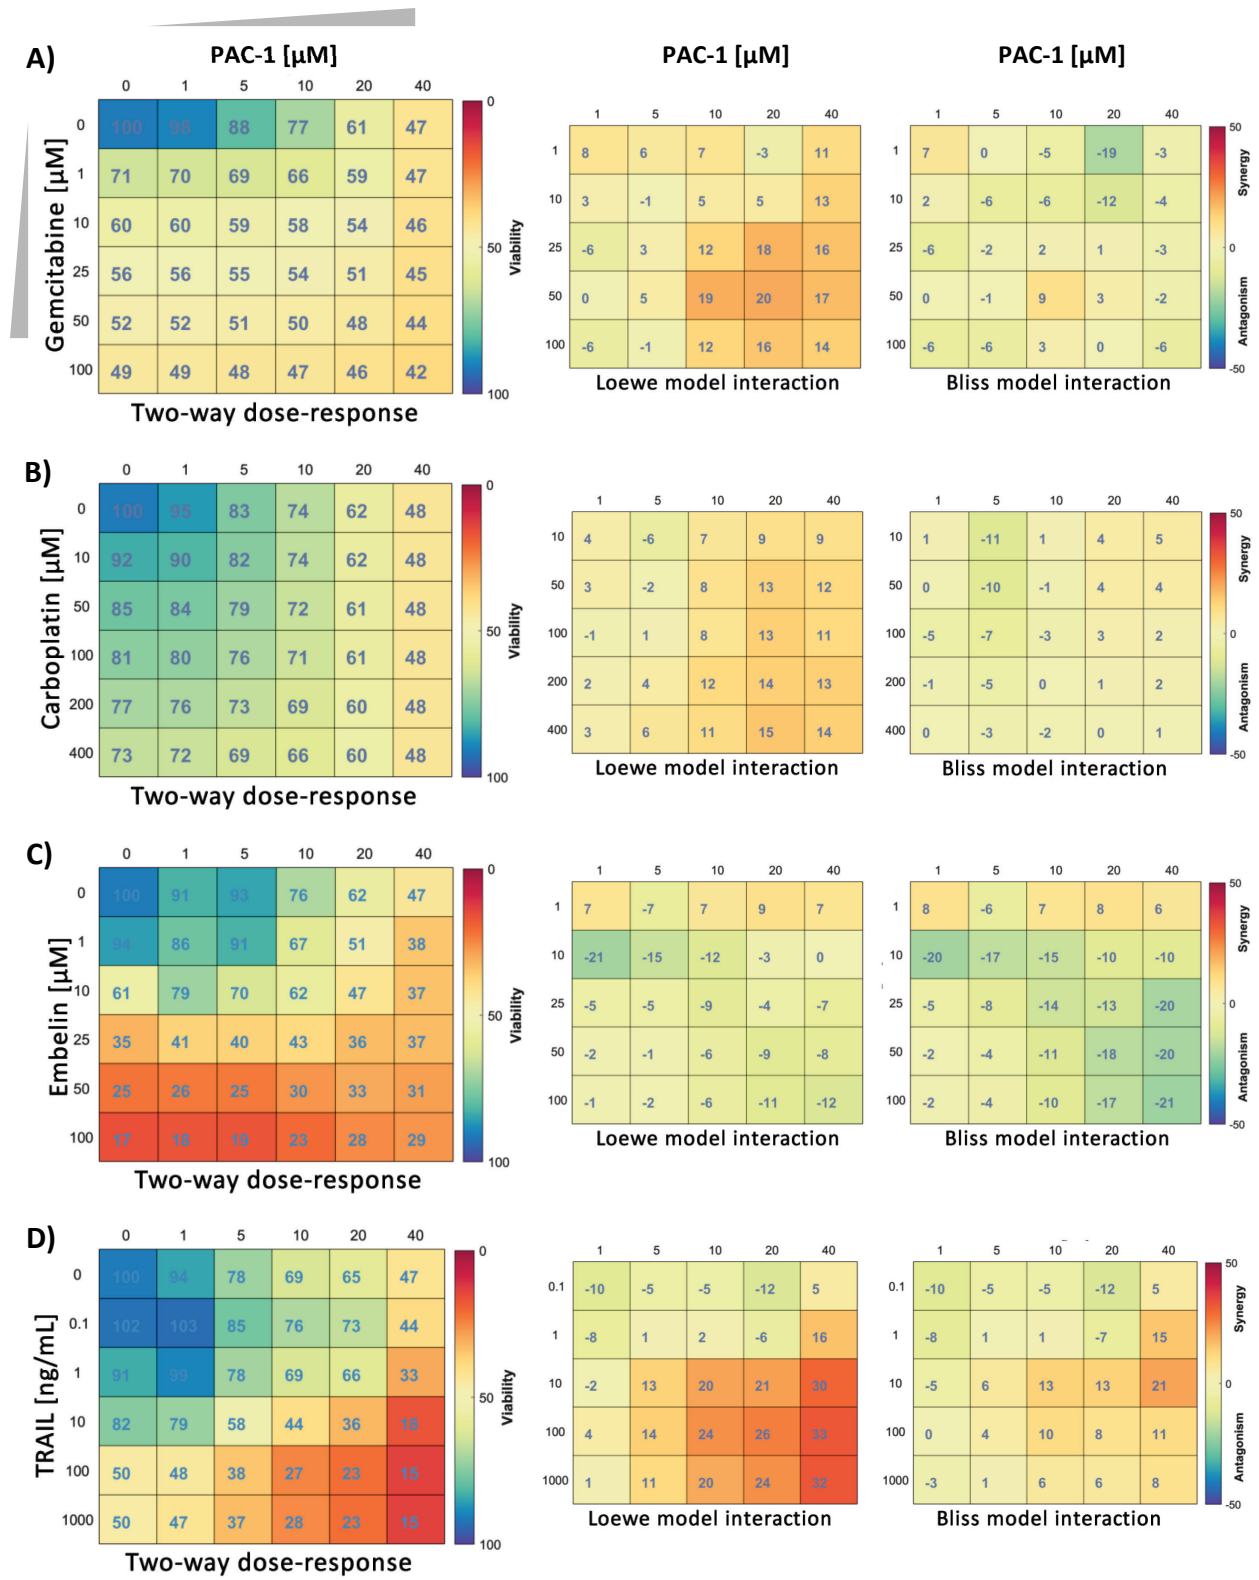 A)
PAC-1 [µM]
PAC-1 [µM]
PAC-1 [µM]
0 1 5 10 20 40
1 5 10 20 40
1 5 10 20 40
Gemcitabine [µM]
0 100 98 88 77 61 47
1 71 70 69 66 59 47
10 60 60 59 58 54 46
25 56 56 55 54 51 45
50 52 52 51 50 48 44
100 49 49 48 47 46 42
0
50
100
Viability
Two-way dose-response
1 8 6 7 -3 11
10 3 -1 5 5 13
25 -6 3 12 18 16
50 0 5 19 20 17
100 -6 -1 12 16 14
Loewe model interaction
1 7 0 -5 -19 -3
10 2 -6 -6 -12 -4
25 -6 -2 2 1 -3
50 0 -1 9 3 -2
100 -6 -6 3 0 -6
Bliss model interaction
50
0
-50
Synergy
Antagonism
B)
0 1 5 10 20 40
1 5 10 20 40
1 5 10 20 40
Carboplatin [µM]
0 100 95 83 74 62 48
10 92 90 82 74 62 48
50 85 84 79 72 61 48
100 81 80 76 71 61 48
200 77 76 73 69 60 48
400 73 72 69 66 60 48
0
50
100
Viability
Two-way dose-response
10 4 -6 7 9 9
50 3 -2 8 13 12
100 -1 1 8 13 11
200 2 4 12 14 13
400 3 6 11 15 14
Loewe model interaction
10 1 -11 1 4 5
50 0 -10 -1 4 4
100 -5 -7 -3 3 2
200 -1 -5 0 1 2
400 0 -3 -2 0 1
Bliss model interaction
50
0
-50
Synergy
Antagonism
C)
0 1 5 10 20 40
1 5 10 20 40
1 5 10 20 40
Embelin [µM]
0 100 91 93 76 62 47
1 94 86 91 67 51 38
10 61 79 70 62 47 37
25 35 41 40 43 36 37
50 25 26 25 30 33 31
100 17 18 19 23 28 29
0
50
100
Viability
Two-way dose-response
1 7 -7 7 9 7
10 -21 -15 -12 -3 0
25 -5 -5 -9 -4 -7
50 -2 -1 -6 -9 -8
100 -1 -2 -6 -11 -12
Loewe model interaction
1 8 -6 7 8 6
10 -20 -17 -15 -10 -10
25 -5 -8 -14 -13 -20
50 -2 -4 -11 -18 -20
100 -2 -4 -10 -17 -21
Bliss model interaction
50
0
-50
Synergy
Antagonism
D)
0 1 5 10 20 40
1 5 10 20 40
1 5 10 20 40
TRAIL [ng/mL]
0 100 94 78 69 65 47
0.1 102 103 85 76 73 44
1 91 99 78 69 66 33
10 82 79 58 44 36 18
100 50 48 38 27 23 15
1000 50 47 37 28 23 15
0
50
100
Viability
Two-way dose-response
0.1 -10 -5 -5 -12 5
1 -8 1 2 -6 16
10 -2 13 20 21 30
100 4 14 24 26 33
1000 1 11 20 24 32
Loewe model interaction
0.1 -10 -5 -5 -12 5
1 -8 1 1 -7 15
10 -5 6 13 13 21
100 0 4 10 8 11
1000 -3 1 6 6 8
Bliss model interaction
50
0
-50
Synergy
Antagonism